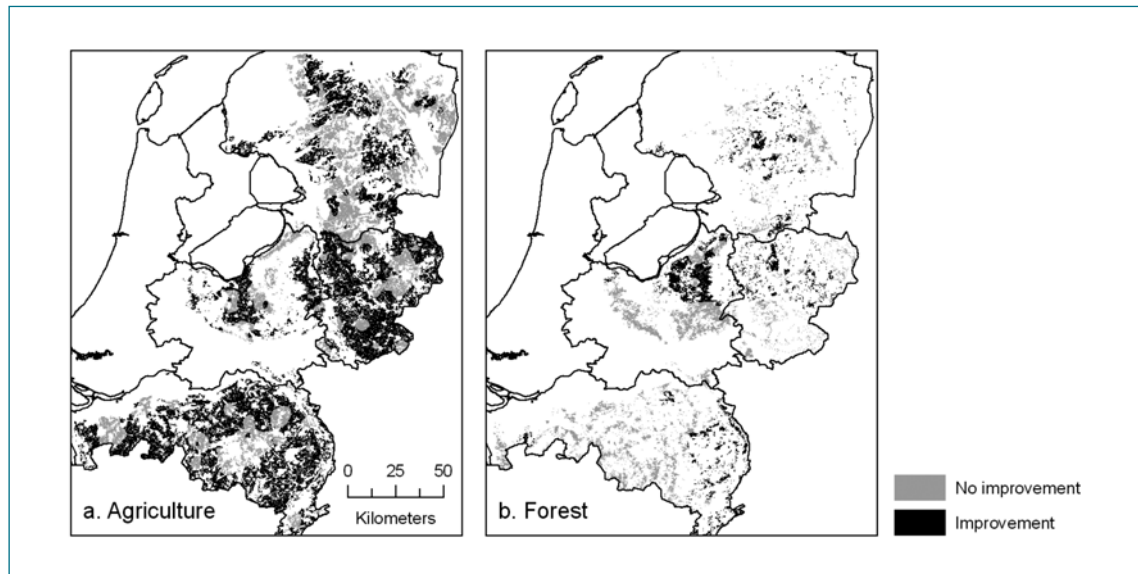 a. Agriculture
0 25 50
Kilometers
b. Forest
No improvement
Improvement